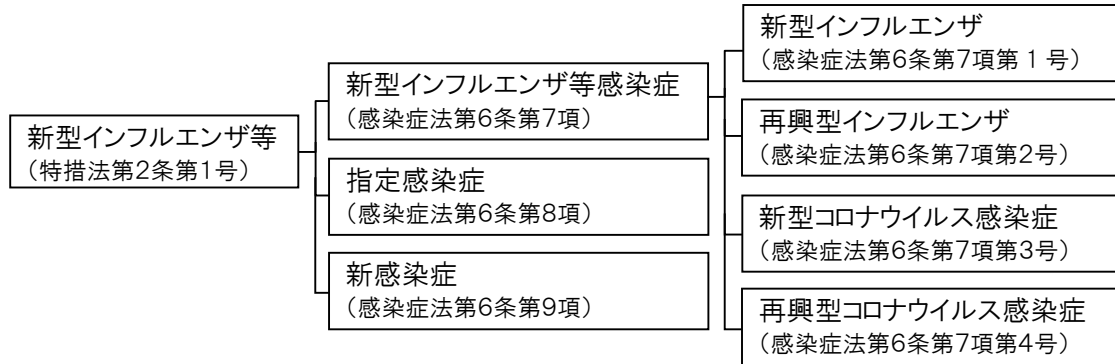 新型インフルエンザ等
（特措法第2条第1号）
新型インフルエンザ等感染症
（感染症法第6条第7項）
指定感染症
（感染症法第6条第8項）
新感染症
（感染症法第6条第9項）
新型インフルエンザ
（感染症法第6条第7項第１号）
再興型インフルエンザ
（感染症法第6条第7項第2号）
新型コロナウイルス感染症
（感染症法第6条第7項第3号）
再興型コロナウイルス感染症
（感染症法第6条第7項第4号）